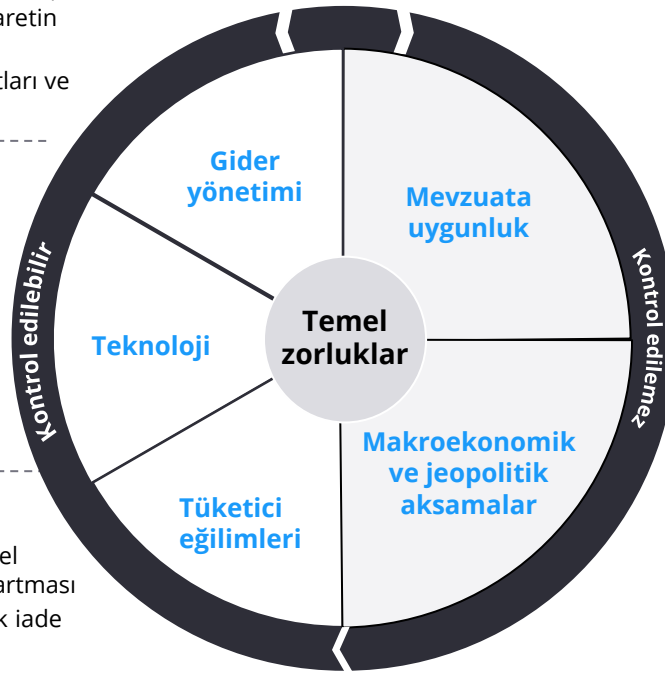 aretin
tları ve
Gider
yönetimi
Mevzuata
uygunluk
Kontrol edilebilir
Kontrol edilemez
Teknoloji
Temel
zorluklar
Makroekonomik
ve jeopolitik
aksamalar
Tüketici
eğilimleri
el
artması
k iade